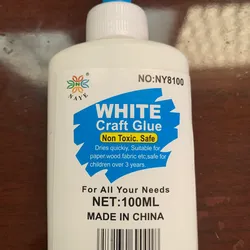 NO:NY8100
N
NAYE
WHITE
Craft Glue
Non Toxic. Safe
Dries quickly. Suitable for
paper wood fabric etc,safe for
children over 3 years.
For All Your Needs
NET:100ML
MADE IN CHINA